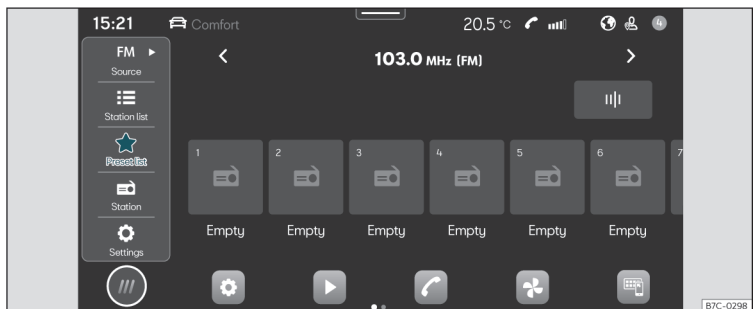 15:21 Comfort 20.5 °C 4
FM
Source
Station list
Preset list
Station
Settings
103.0 MHz (FM)
1 2 3 4 5 6 7
Empty Empty Empty Empty Empty Empty
B7C-0298